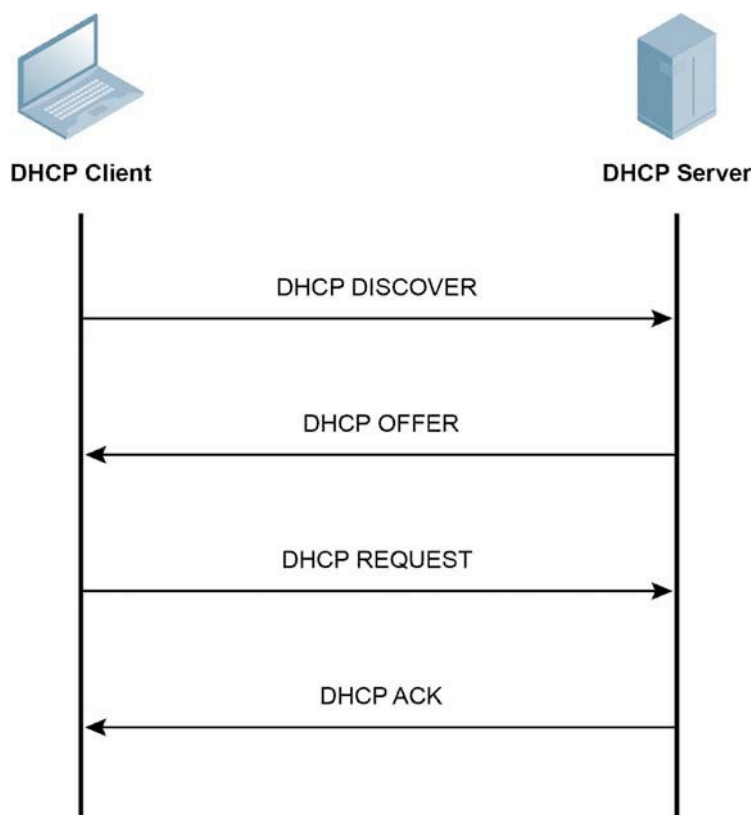 DHCP Client
DHCP Server
DHCP DISCOVER
DHCP OFFER
DHCP REQUEST
DHCP ACK